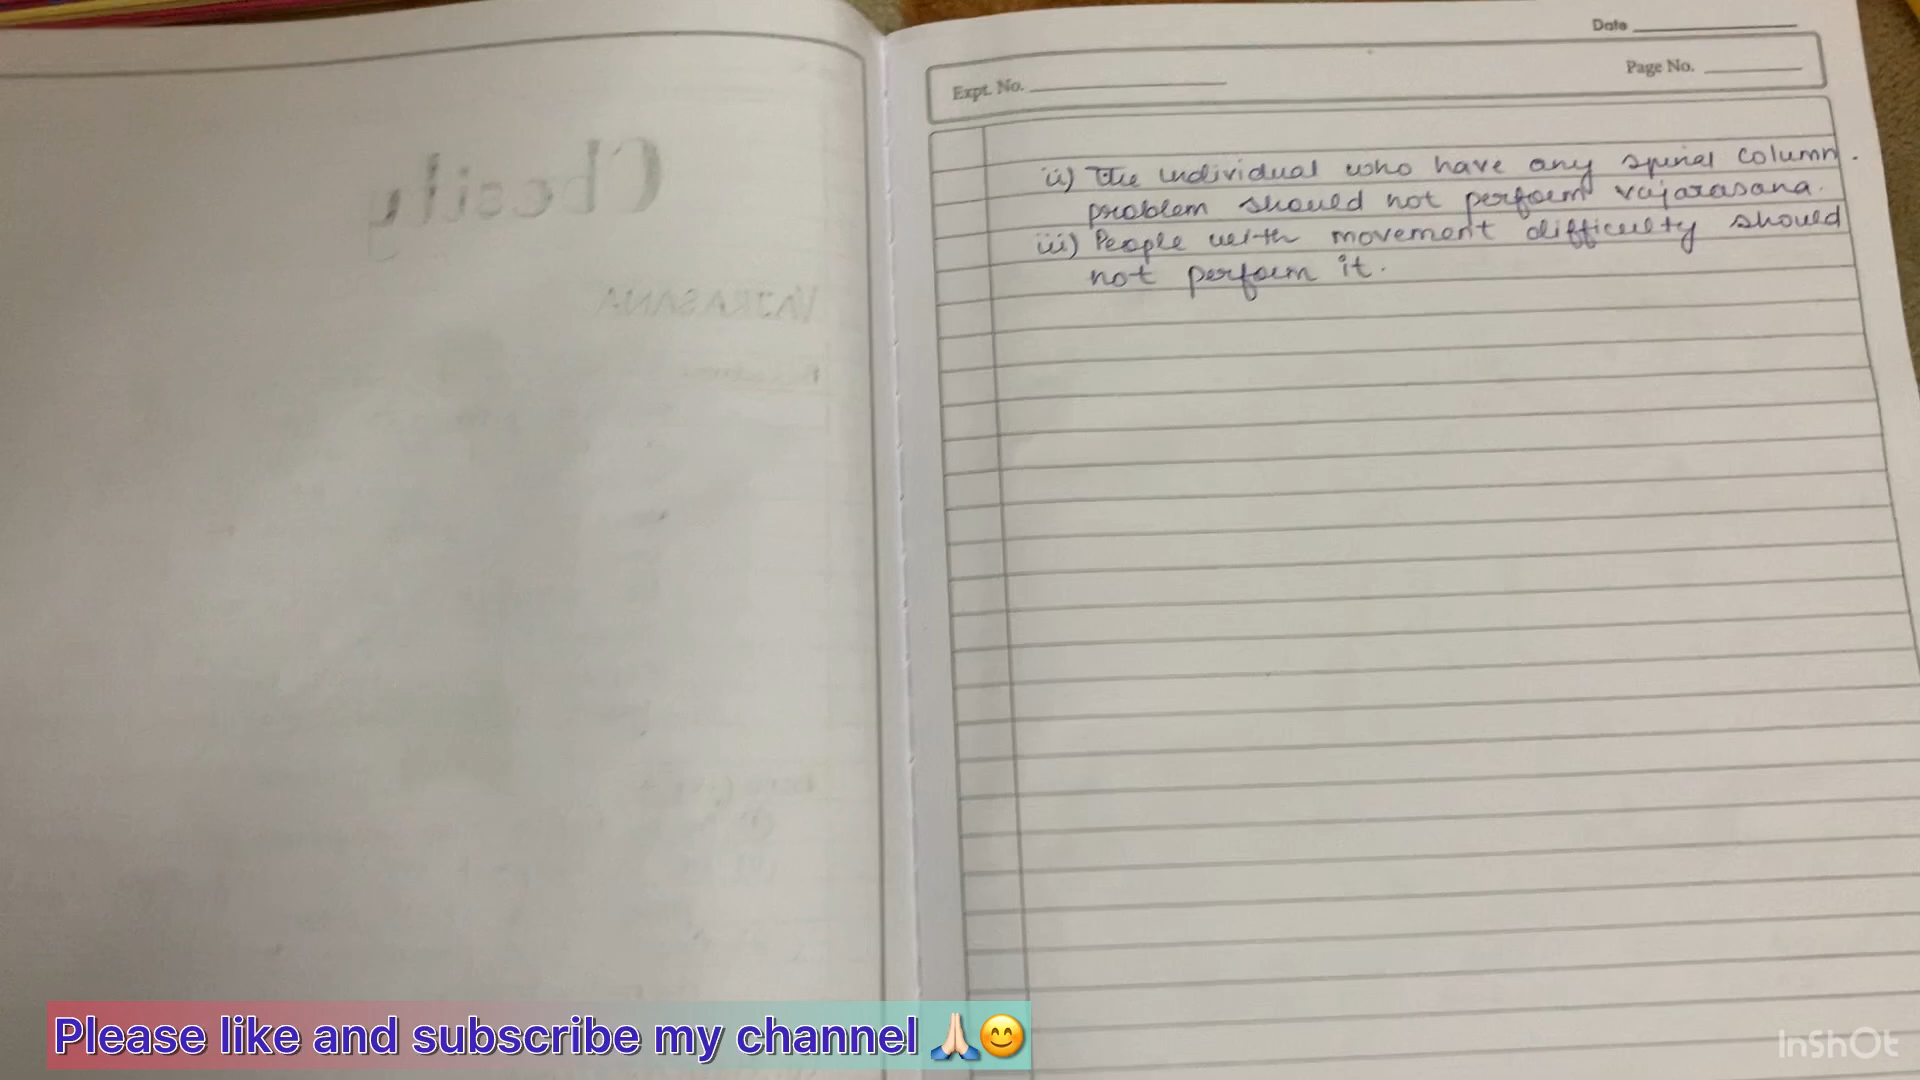 Obesity
VAJRASANA
Date
Expt. No.
Page No.
ii) The individual who have any spinal column.
problem should not perform vajarasana.
iii) People with movement difficulty should
not perform it.
Please like and subscribe my channel 🙏🏻😊
InShOt